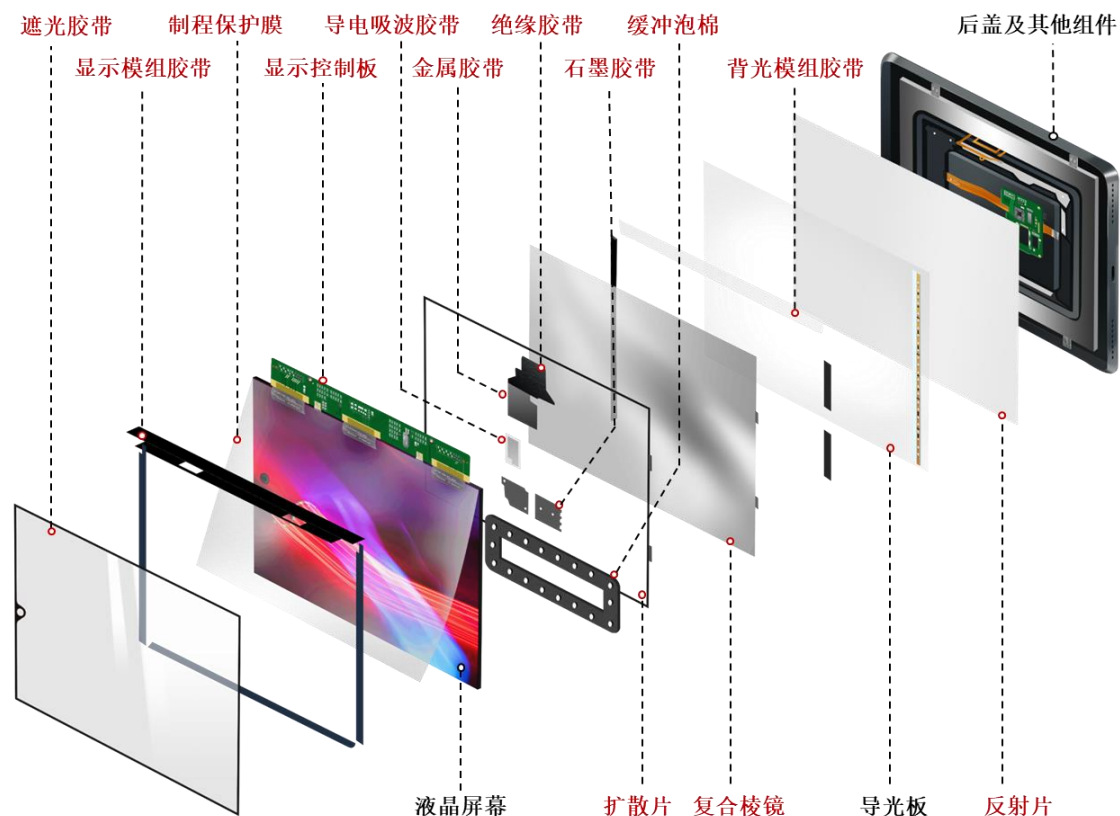 遮光胶带
制程保护膜
导电吸波胶带
绝缘胶带
缓冲泡棉
后盖及其他组件
显示模组胶带
显示控制板
金属胶带
石墨胶带
背光模组胶带
液晶屏幕
扩散片
复合棱镜
导光板
反射片